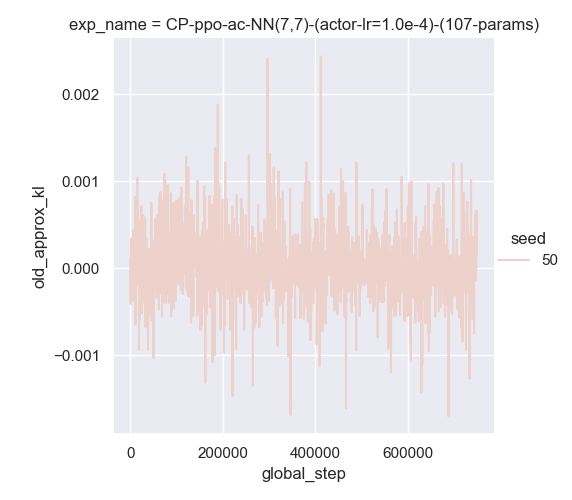 exp_name = CP-ppo-ac-NN(7,7)-(actor-lr=1.0e-4)-(107-params)
0.002
0.001
0.000
−0.001
old_approx_kl
seed
50
0
200000
400000
600000
global_step